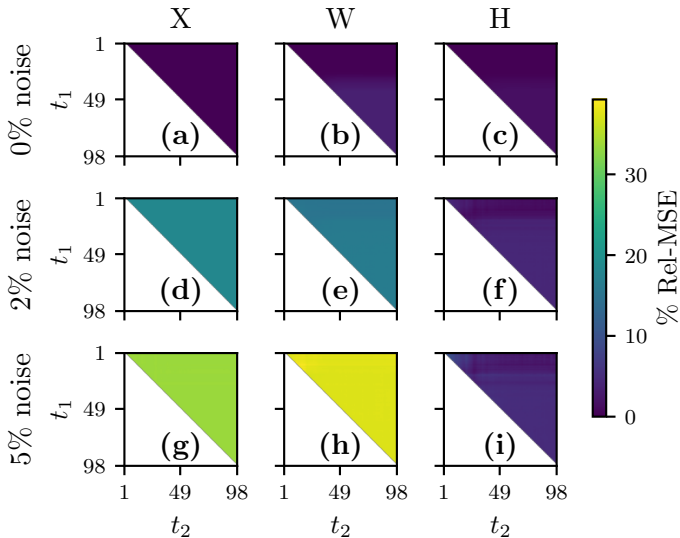 X W H
0% noise
t₁
1
49
98
(a) (b) (c)
2% noise
t₁
1
49
98
(d) (e) (f)
5% noise
t₁
1
49
98
(g) (h) (i)
1 49 98 1 49 98 1 49 98
t₂ t₂ t₂
30
20
10
0
% Rel-MSE